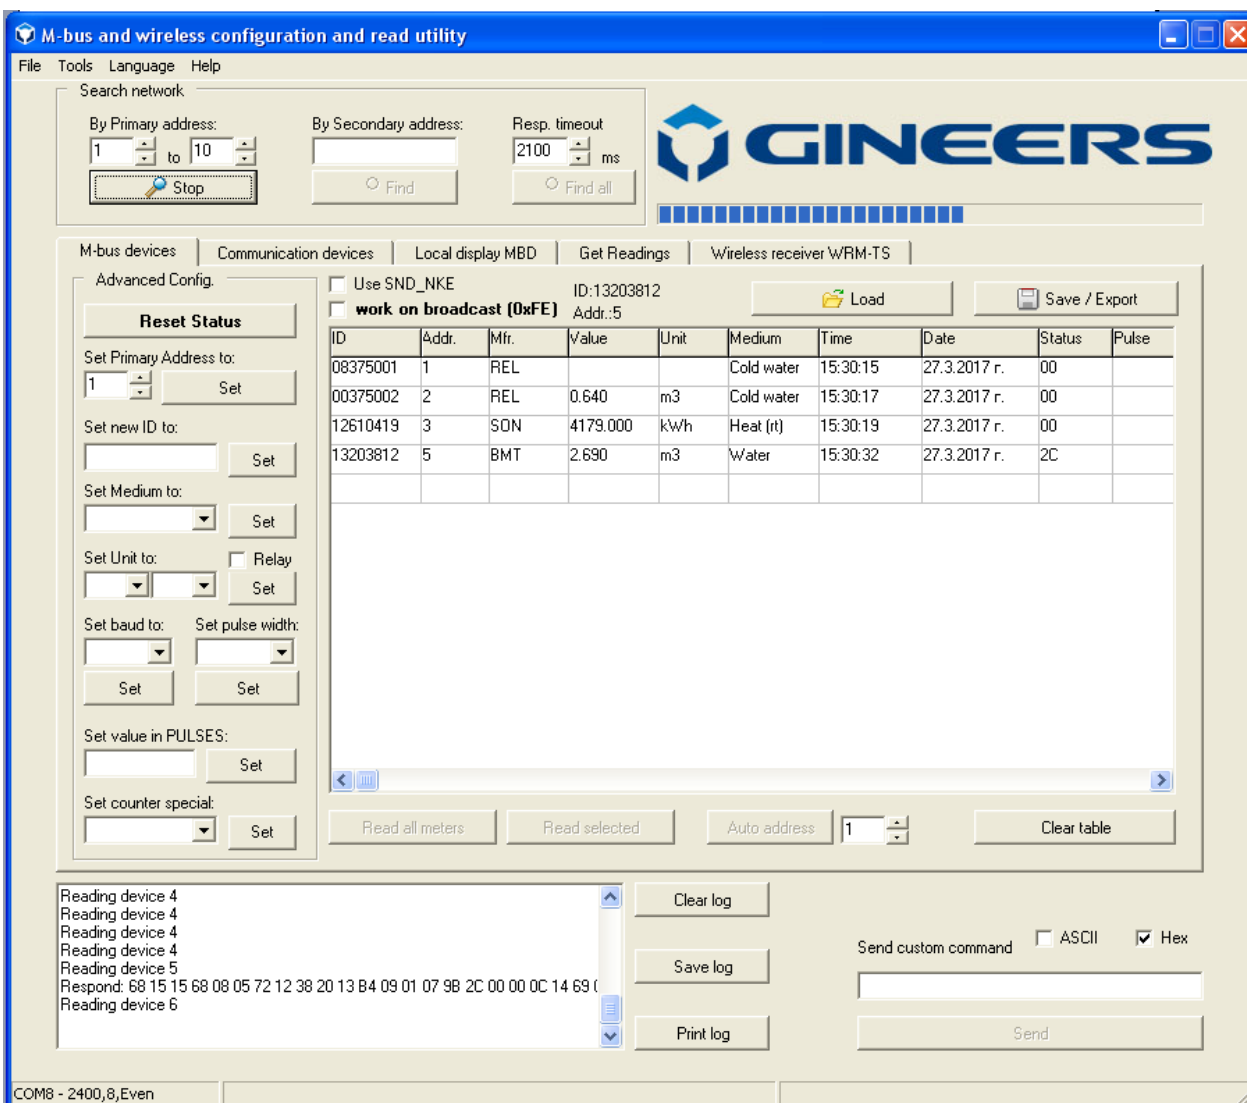 M-bus and wireless configuration and read utility
File Tools Language Help
Search network
By Primary address: By Secondary address: Resp. timeout
1 to 10 2100 ms
Stop Find Find all
GINEERS
M-bus devices Communication devices Local display MBD Get Readings Wireless receiver WRM-TS
Advanced Config.
Reset Status
Set Primary Address to:
1 Set
Set new ID to:
Set
Set Medium to:
Set
Set Unit to: Relay
Set
Set baud to: Set pulse width:
Set Set
Set value in PULSES:
Set
Set counter special:
Set
Use SND_NKE
work on broadcast (0xFE)
ID:13203812
Addr.:5
Load Save / Export
ID Addr. Mfr. Value Unit Medium Time Date Status Pulse
08375001 1 REL Cold water 15:30:15 27.3.2017 г. 00
00375002 2 REL 0.640 m3 Cold water 15:30:17 27.3.2017 г. 00
12610419 3 SON 4179.000 kWh Heat (rt) 15:30:19 27.3.2017 г. 00
13203812 5 BMT 2.690 m3 Water 15:30:32 27.3.2017 г. 2C
Read all meters Read selected Auto address 1 Clear table
Reading device 4
Reading device 4
Reading device 4
Reading device 4
Reading device 5
Respond: 68 15 15 68 08 05 72 12 38 20 13 B4 09 01 07 9B 2C 00 00 0C 14 69
Reading device 6
Clear log
Save log
Print log
Send custom command ASCII Hex
Send
COM8 - 2400,8,Even